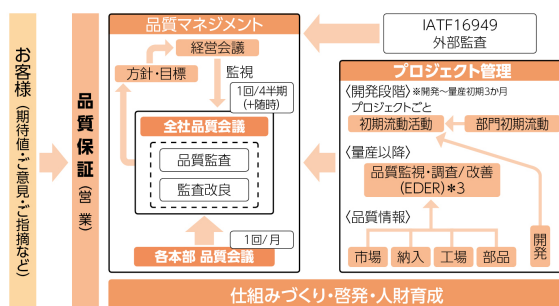 お客様（期待値・ご意見・ご指摘など）
品質保証（営業）
品質マネジメント
経営会議
方針・目標
監視
1回/4半期
(＋随時)
全社品質会議
品質監査
監査改良
1回/月
各本部 品質会議
IATF16949
外部監査
プロジェクト管理
〈開発段階〉※開発～量産初期3か月
プロジェクトごと
初期流動活動
部門初期流動
〈量産以降〉
品質監視・調査/改善
(EDER)＊3
〈品質情報〉
市場
納入
工場
部品
開発
仕組みづくり・啓発・人財育成